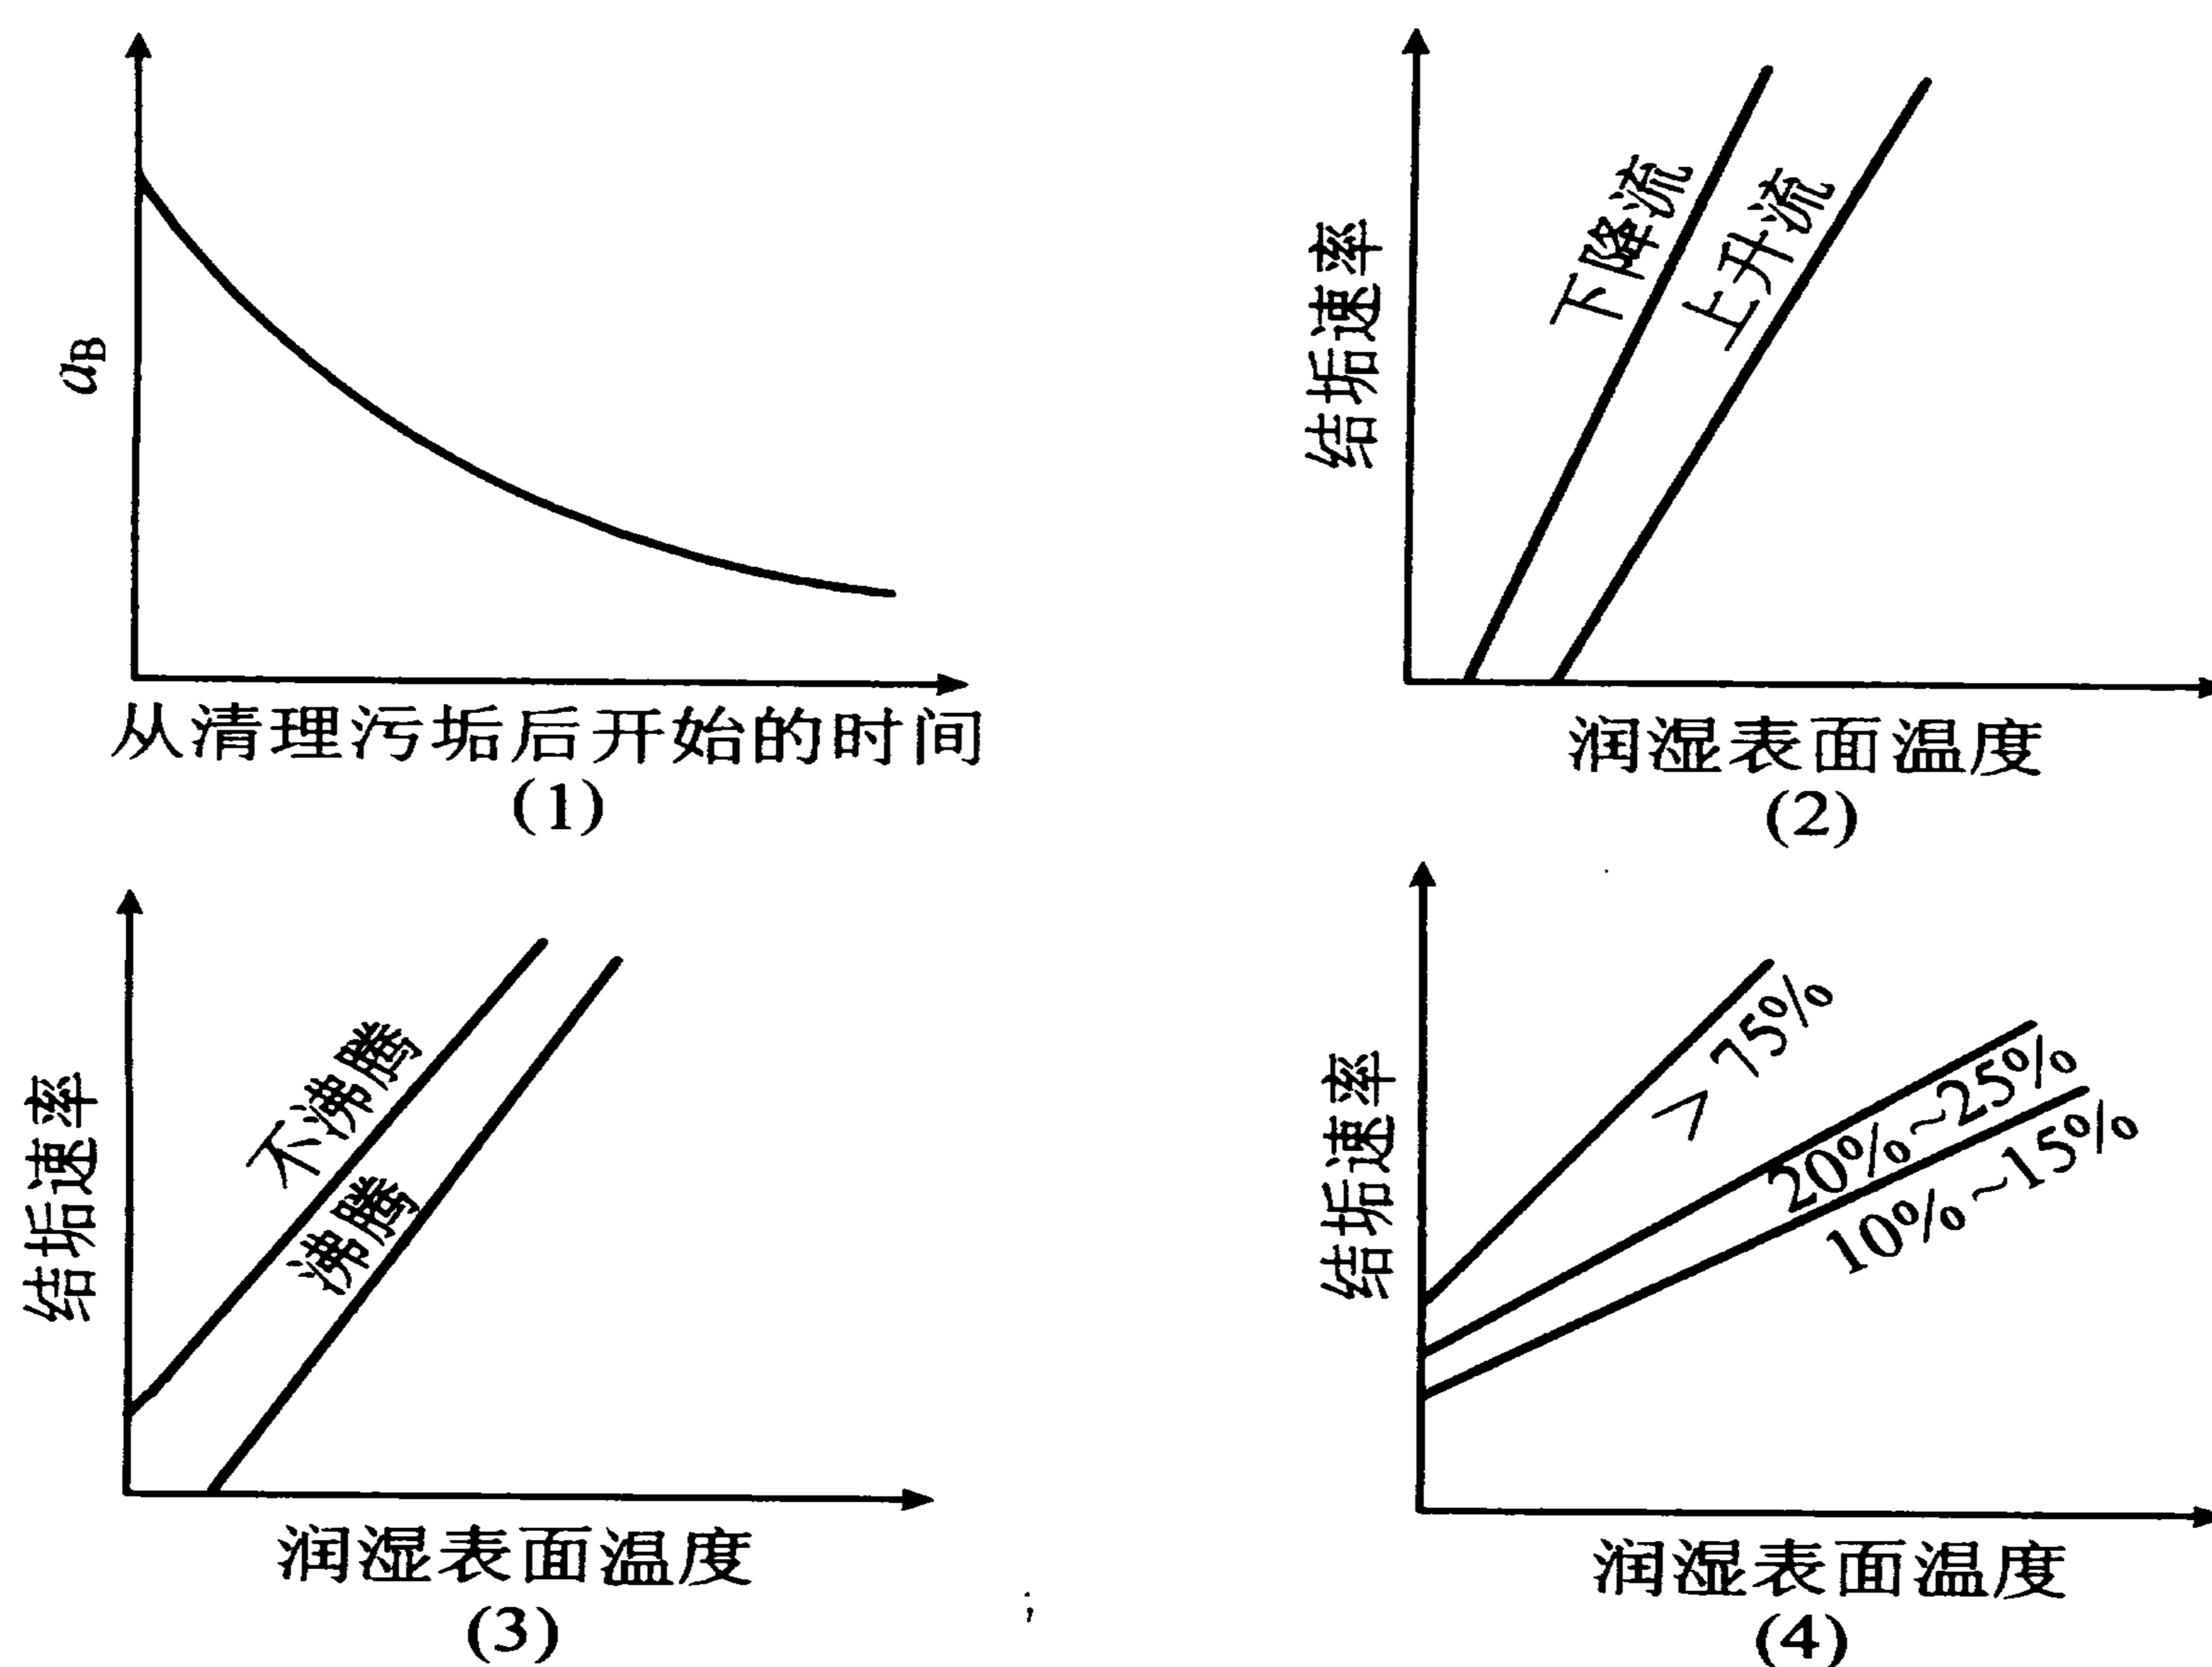 αB
从清理污垢后开始的时间
(1)
结垢速率
下降流
上升流
润湿表面温度
(2)
结垢速率
不沸腾
沸腾
润湿表面温度
(3)
;
结垢速率
> 75%
20%~25%
10%~15%
润湿表面温度
(4)